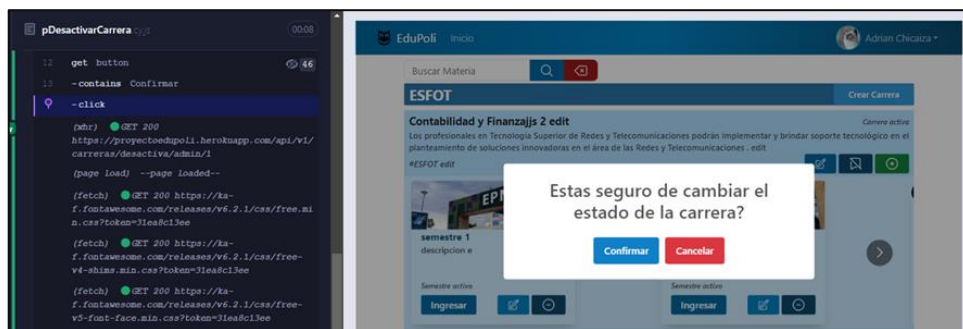 pDesactivarCarrera.cy.js 00:08
12 get button 46
13 -contains Confirmar
-click
(xhr) GET 200
https://proyectoedupoli.herokuapp.com/api/v1/
carreras/desactiva/admin/1
(page load) --page loaded--
(fetch) GET 200 https://ka-
f.fontawesome.com/releases/v6.2.1/css/free.mi
n.css?token=31ea8c13ee
(fetch) GET 200 https://ka-
f.fontawesome.com/releases/v6.2.1/css/free-
v4-shims.min.css?token=31ea8c13ee
(fetch) GET 200 https://ka-
f.fontawesome.com/releases/v6.2.1/css/free-
v5-font-face.min.css?token=31ea8c13ee
EduPoli Inicio Adrian Chicaiza
Buscar Materia
ESFOT Crear Carrera
Contabilidad y Finanzajjs 2 edit Carrera activa
Los profesionales en Tecnología Superior de Redes y Telecomunicaciones podrán implementar y brindar soporte tecnológico en el
planteamiento de soluciones innovadoras en el área de las Redes y Telecomunicaciones . edit
#ESFOT edit
EPN
Estas seguro de cambiar el
estado de la carrera?
Confirmar Cancelar
semestre 1
descripcion e
Semestre activo Semestre activo
Ingresar Ingresar